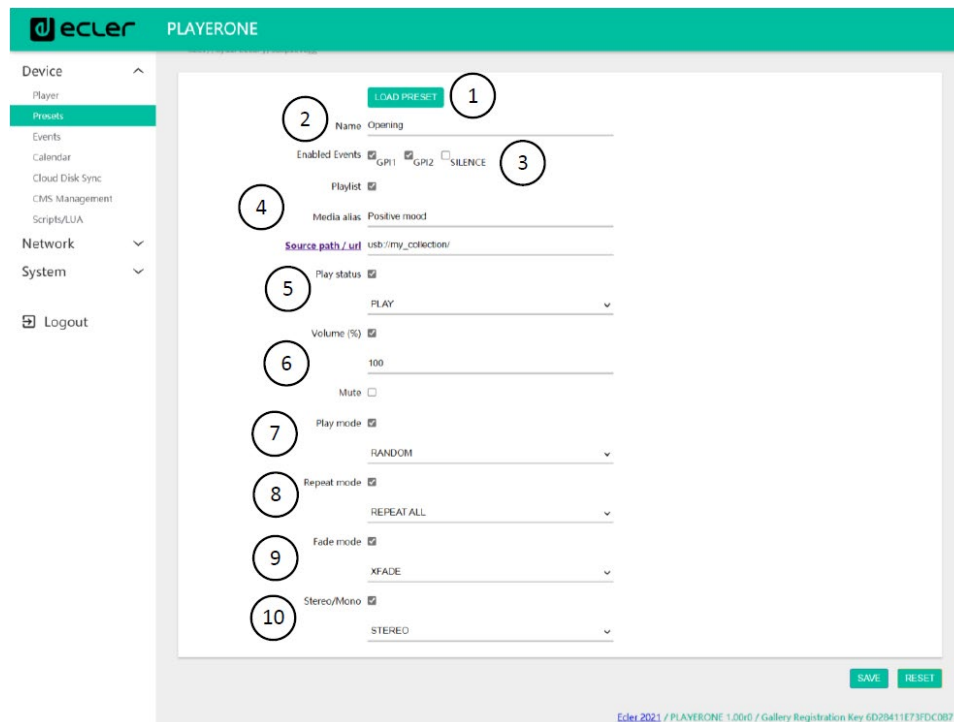 ecler PLAYERONE
Device
Player
Presets
Events
Calendar
Cloud Disk Sync
CMS Management
Scripts/LUA
Network
System
Logout
LOAD PRESET 1
2 Name Opening
Enabled Events GPI1 GPI2 SILENCE 3
Playlist
4
Media alias Positive mood
Source path / url usb://my_collection/
Play status
5
PLAY
Volume (%)
6
100
Mute
Play mode
7
RANDOM
Repeat mode
8
REPEAT ALL
Fade mode
9
XFADE
Stereo/Mono
10
STEREO
SAVE RESET
Ecler 2021 / PLAYERONE 1.00r0 / Gallery Registration Key 6D28411E73FDC0B7